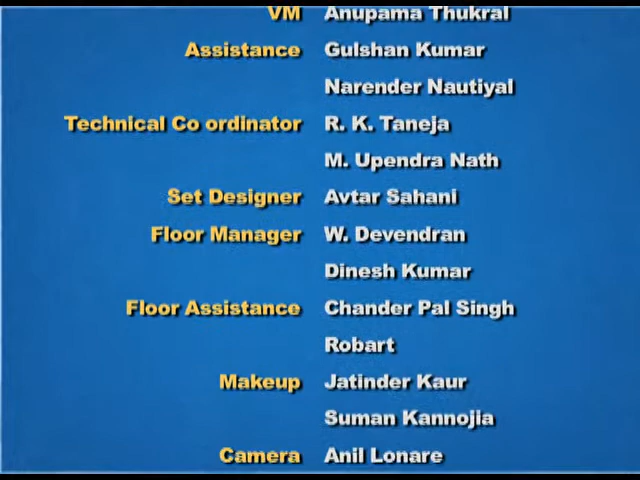 VM Anupama Thukral
Assistance Gulshan Kumar
Narender Nautiyal
Technical Co ordinator R. K. Taneja
M. Upendra Nath
Set Designer Avtar Sahani
Floor Manager W. Devendran
Dinesh Kumar
Floor Assistance Chander Pal Singh
Robart
Makeup Jatinder Kaur
Suman Kannojia
Camera Anil Lonare